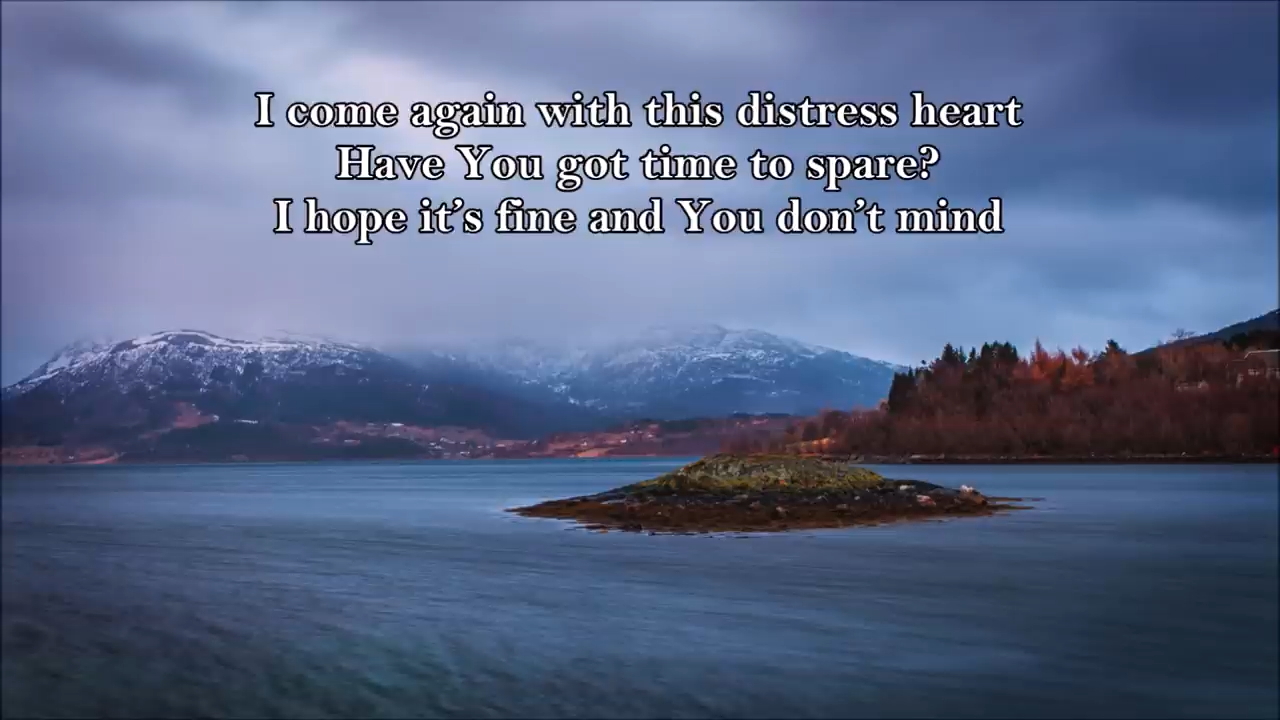 I come again with this distress heart
Have You got time to spare?
I hope it’s fine and You don’t mind